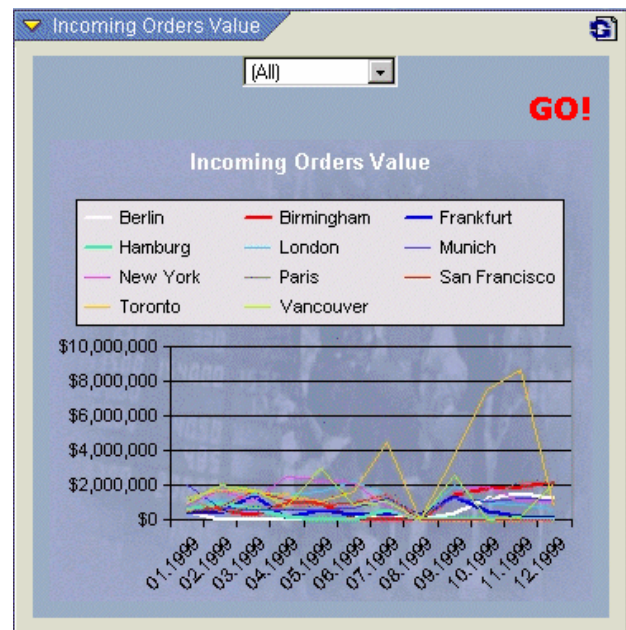 Incoming Orders Value
(All)
GO!
Incoming Orders Value
Berlin Birmingham Frankfurt
Hamburg London Munich
New York Paris San Francisco
Toronto Vancouver
$10,000,000
$8,000,000
$6,000,000
$4,000,000
$2,000,000
$0
01.1999 02.1999 03.1999 04.1999 05.1999 06.1999 07.1999 08.1999 09.1999 10.1999 11.1999 12.1999